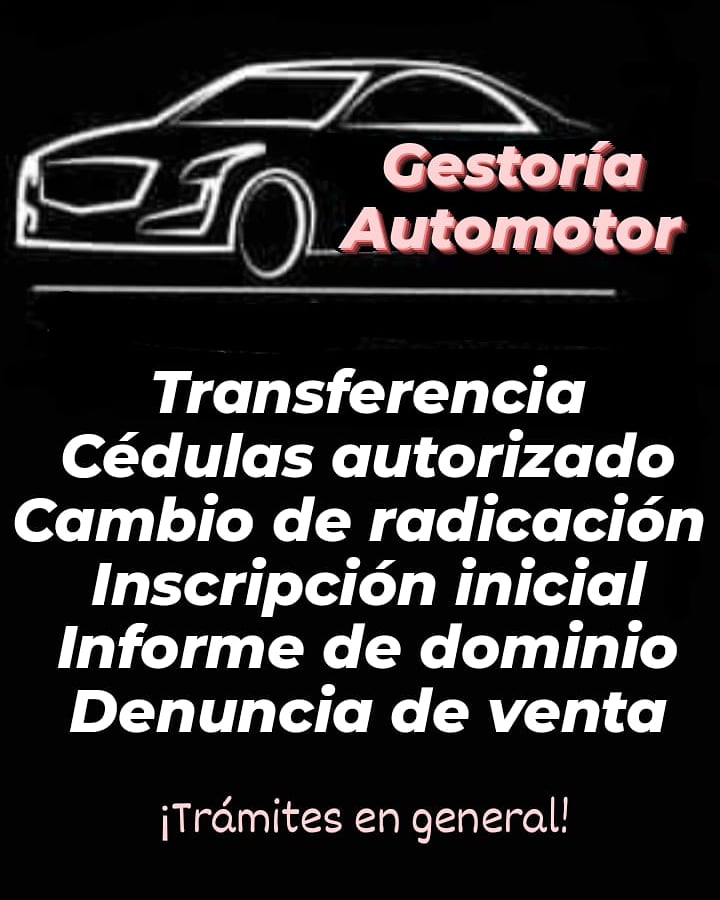 Gestoría
Automotor
Transferencia
Cédulas autorizado
Cambio de radicación
Inscripción inicial
Informe de dominio
Denuncia de venta
¡Trámites en general!